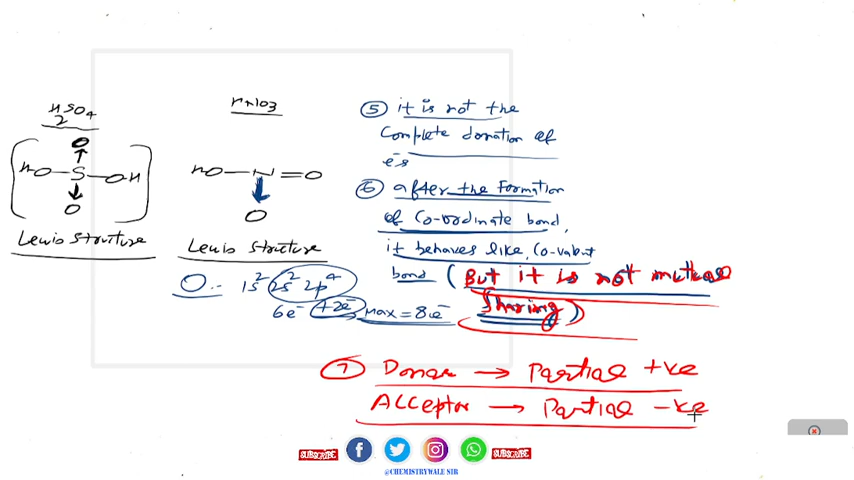 H2SO4
HNO3
O
HO—S—OH
O
Lewis Structure
HO—N=O
O
Lewis Structure
O.. 1s² 2s² 2p⁴
6e⁻ +2e⁻ max = 8e⁻
⑤ it is not the
Complete donation of
e⁻s
⑥ after the Formation
of Co-ordinate bond,
it behaves like, Co-valent
bond (But it is not mutual
Sharing)
⑦ Donar → Partial +ve
Acceptor → Partial -ve
SUBSCRIBE
SUBSCRIBE
@CHEMISTRYWALE SIR